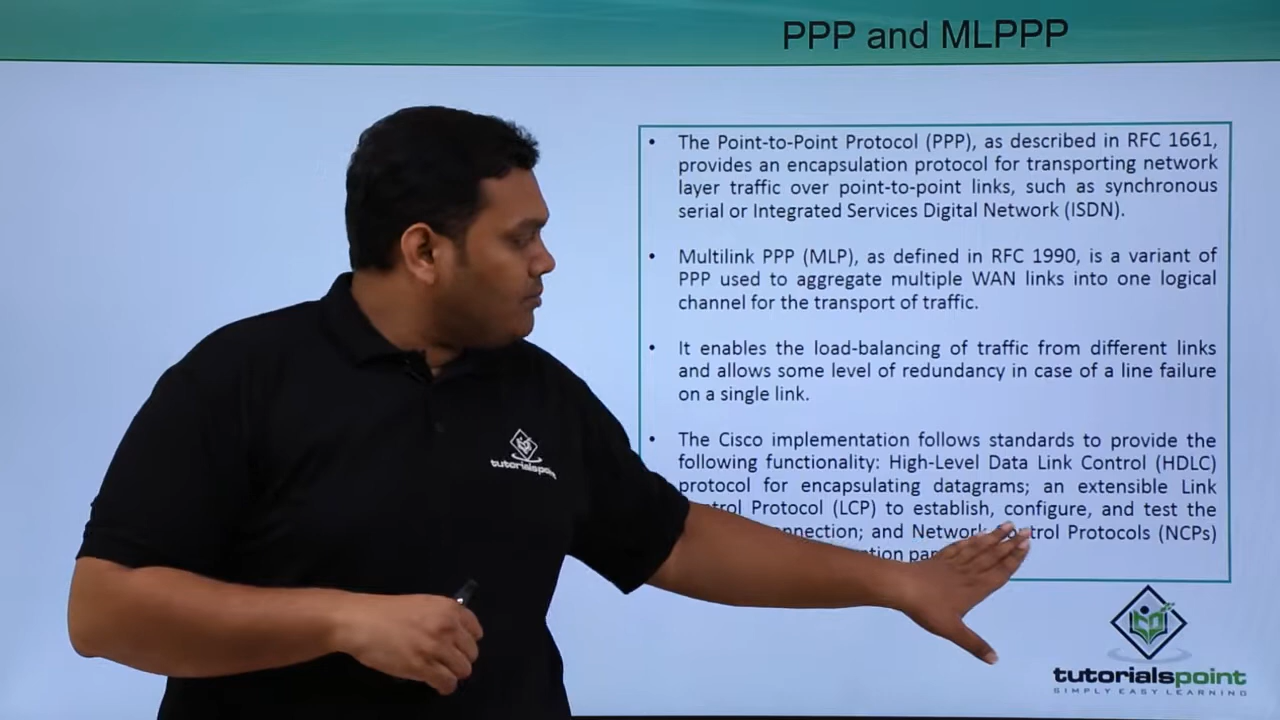 PPP and MLPPP
• The Point-to-Point Protocol (PPP), as described in RFC 1661,
provides an encapsulation protocol for transporting network
layer traffic over point-to-point links, such as synchronous
serial or Integrated Services Digital Network (ISDN).
• Multilink PPP (MLP), as defined in RFC 1990, is a variant of
PPP used to aggregate multiple WAN links into one logical
channel for the transport of traffic.
• It enables the load-balancing of traffic from different links
and allows some level of redundancy in case of a line failure
on a single link.
• The Cisco implementation follows standards to provide the
following functionality: High-Level Data Link Control (HDLC)
protocol for encapsulating datagrams; an extensible Link
Protocol (LCP) to establish, configure, and test the
and Network Protocols (NCPs)
tutorialspoint
tutorialspoint
SIMPLY EASY LEARNING